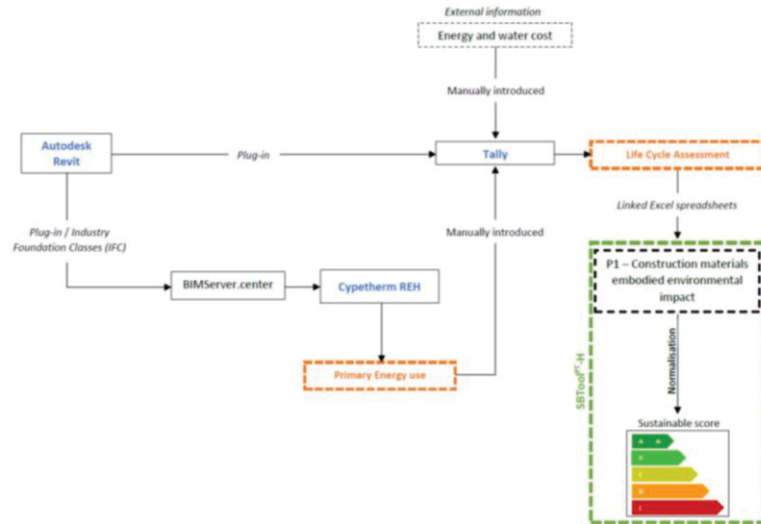 External information
Energy and water cost
Manually introduced
Autodesk
Revit
Plug-in
Tally
Life Cycle Assessment
Plug-in / Industry
Foundation Classes (IFC)
Manually introduced
Linked Excel spreadsheets
BIMServer.center
Cypetherm REH
P1 – Construction materials
embodied environmental
impact
Primary Energy use
SBToolPT-H
Normalisation
Sustainable score